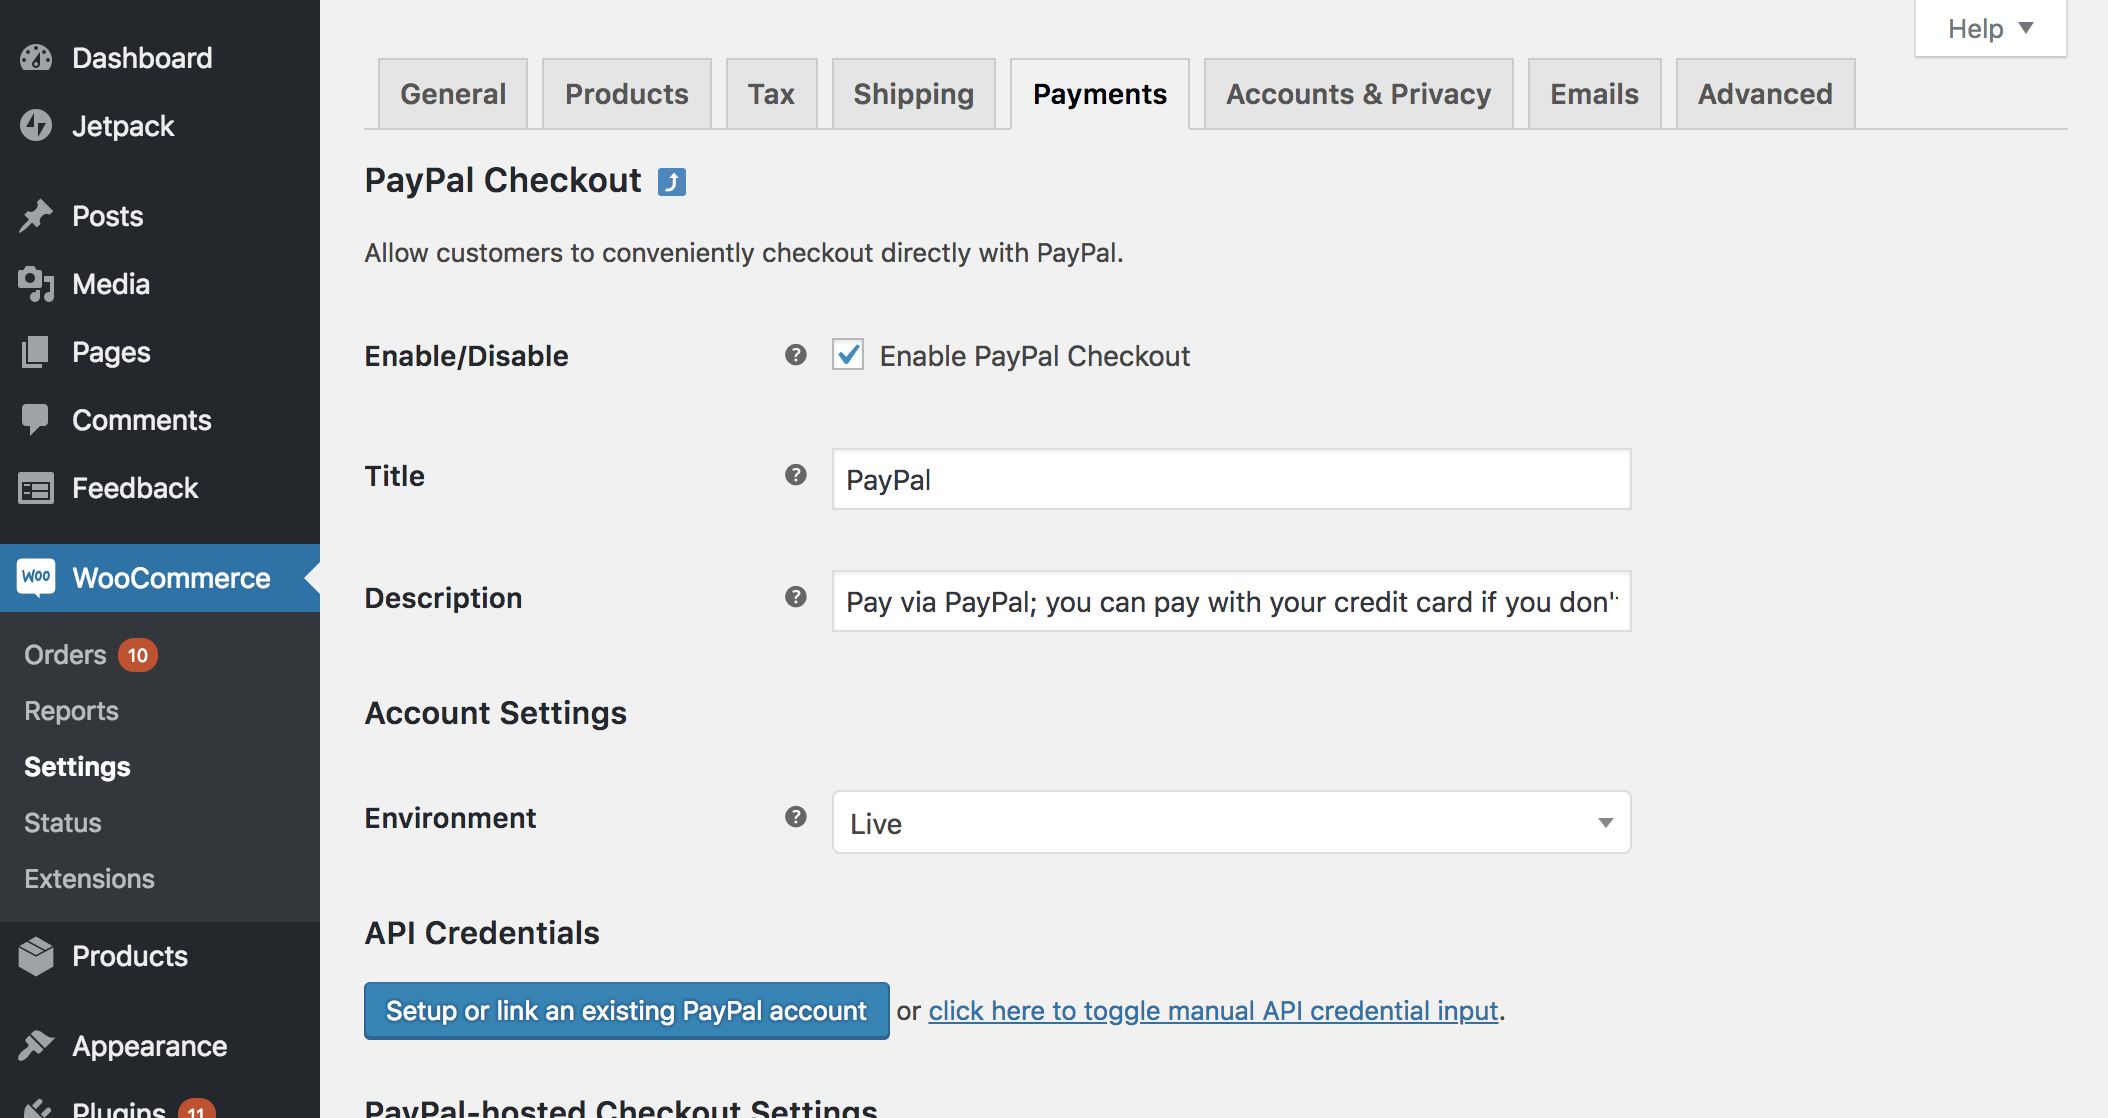 Help
Dashboard
Jetpack
Posts
Media
Pages
Comments
Feedback
Woo WooCommerce
Orders 10
Reports
Settings
Status
Extensions
Products
Appearance
Plugins 11
General Products Tax Shipping Payments Accounts & Privacy Emails Advanced
PayPal Checkout
Allow customers to conveniently checkout directly with PayPal.
Enable/Disable ? Enable PayPal Checkout
Title ? PayPal
Description ? Pay via PayPal; you can pay with your credit card if you don'
Account Settings
Environment ? Live
API Credentials
Setup or link an existing PayPal account or click here to toggle manual API credential input.
PayPal-hosted Checkout Settings